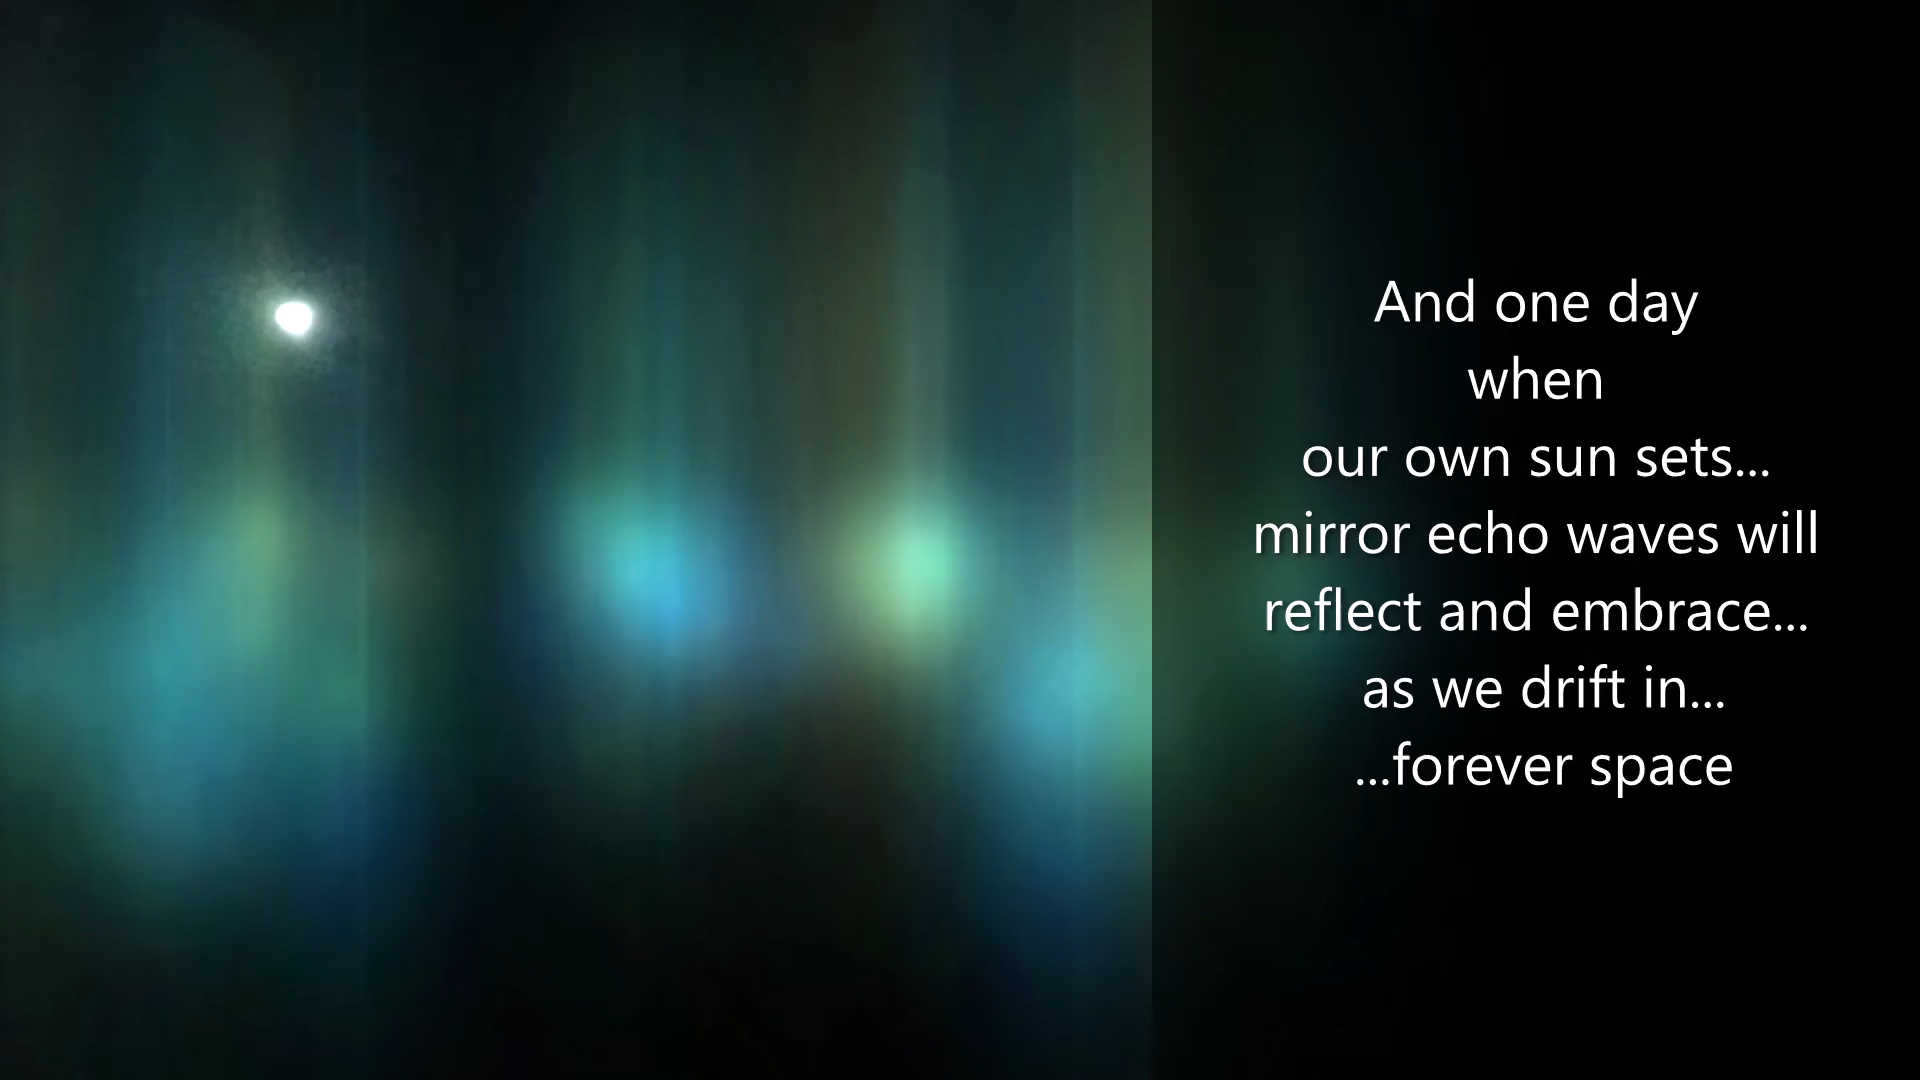 And one day
when
our own sun sets...
mirror echo waves will
reflect and embrace...
as we drift in...
...forever space